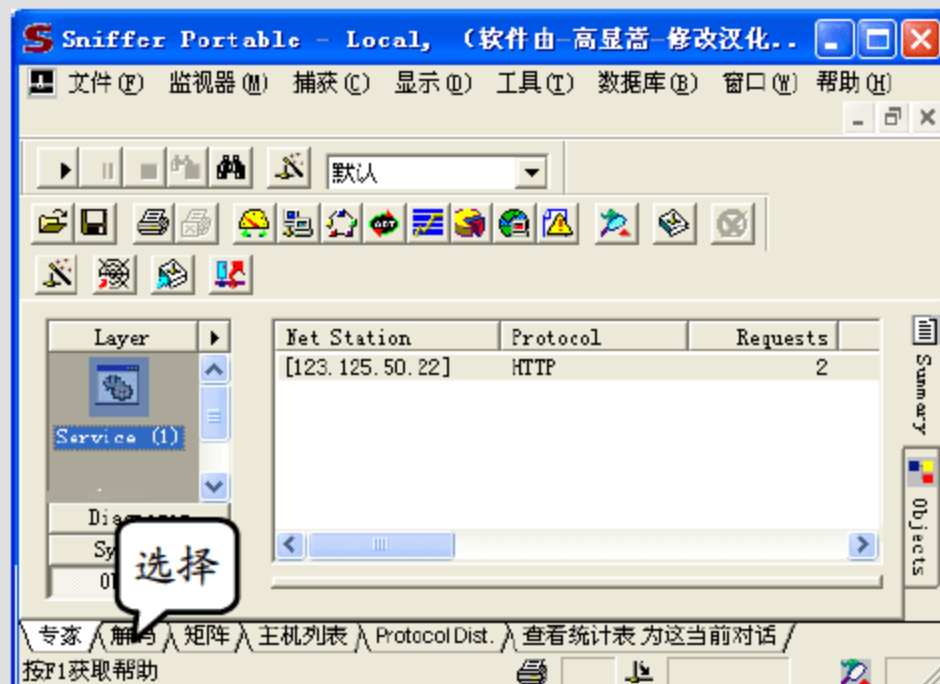 Sniffer Portable - Local, （软件由-高显嵩-修改汉化..
文件(F) 监视器(M) 捕获(C) 显示(D) 工具(T) 数据库(B) 窗口(W) 帮助(H)
默认
Layer
Net Station Protocol Requests
[123.125.50.22] HTTP 2
Service (1)
Summary
Objects
选择
专家 解码 矩阵 主机列表 Protocol Dist. 查看统计表 为这当前对话
按F1获取帮助